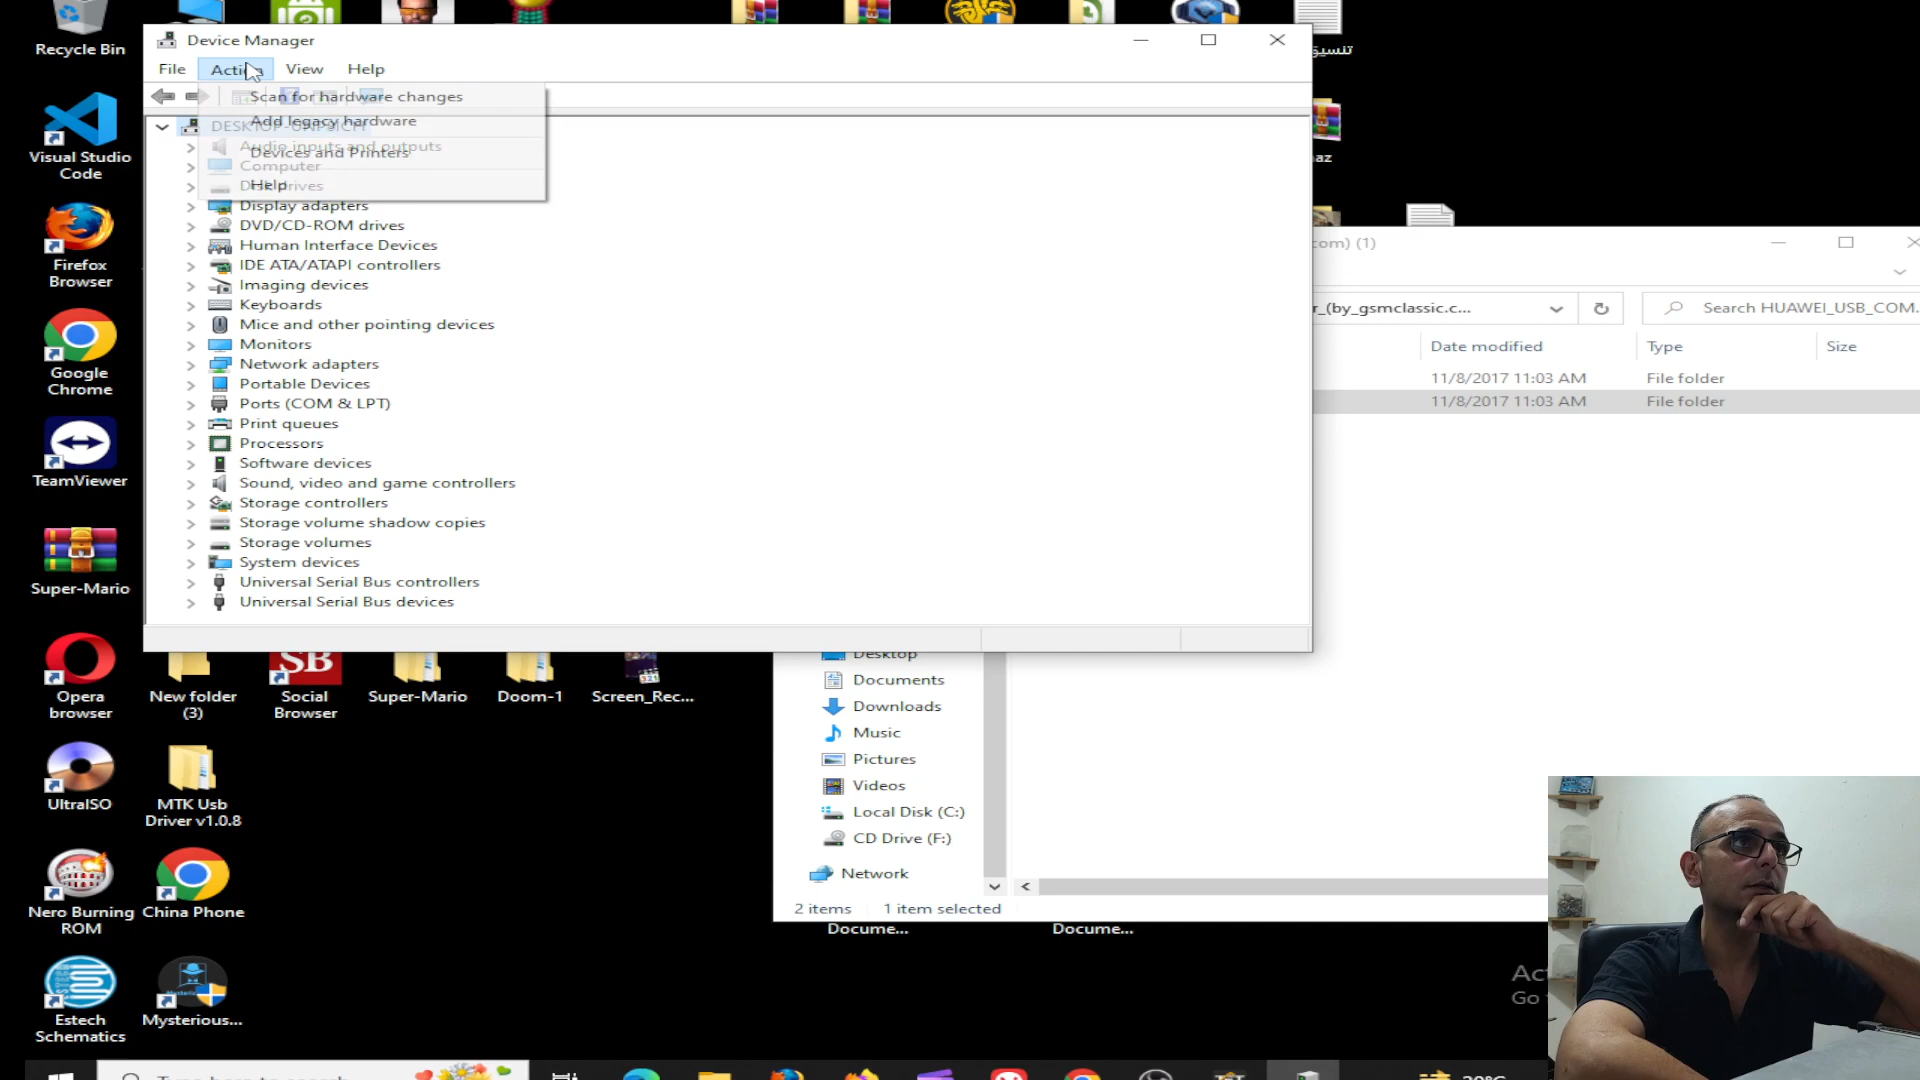 Recycle Bin
تنسيق
Device Manager
File
Action
View
Help
Scan for hardware changes
Add legacy hardware
Devices and Printers
Help
Audio inputs and outputs
Computer
Disk drives
Display adapters
DVD/CD-ROM drives
Human Interface Devices
IDE ATA/ATAPI controllers
Imaging devices
Keyboards
Mice and other pointing devices
Monitors
Network adapters
Portable Devices
Ports (COM & LPT)
Print queues
Processors
Software devices
Sound, video and game controllers
Storage controllers
Storage volume shadow copies
Storage volumes
System devices
Universal Serial Bus controllers
Universal Serial Bus devices
Visual Studio
Code
Firefox
Browser
Google
Chrome
TeamViewer
Super-Mario
Opera
browser
New folder
(3)
SB
Social
Browser
Super-Mario
Doom-1
Screen_Rec...
UltraISO
MTK Usb
Driver v1.0.8
Nero Burning
ROM
China Phone
Estech
Schematics
Mysterious...
naz
com) (1)
r_(by_gsmclassic.c...
Search HUAWEI_USB_COM.
Date modified
Type
Size
11/8/2017 11:03 AM
File folder
11/8/2017 11:03 AM
File folder
Desktop
Documents
Downloads
Music
Pictures
Videos
Local Disk (C:)
CD Drive (F:)
Network
2 items
1 item selected
Docume...
Docume...
Go
Type here to search